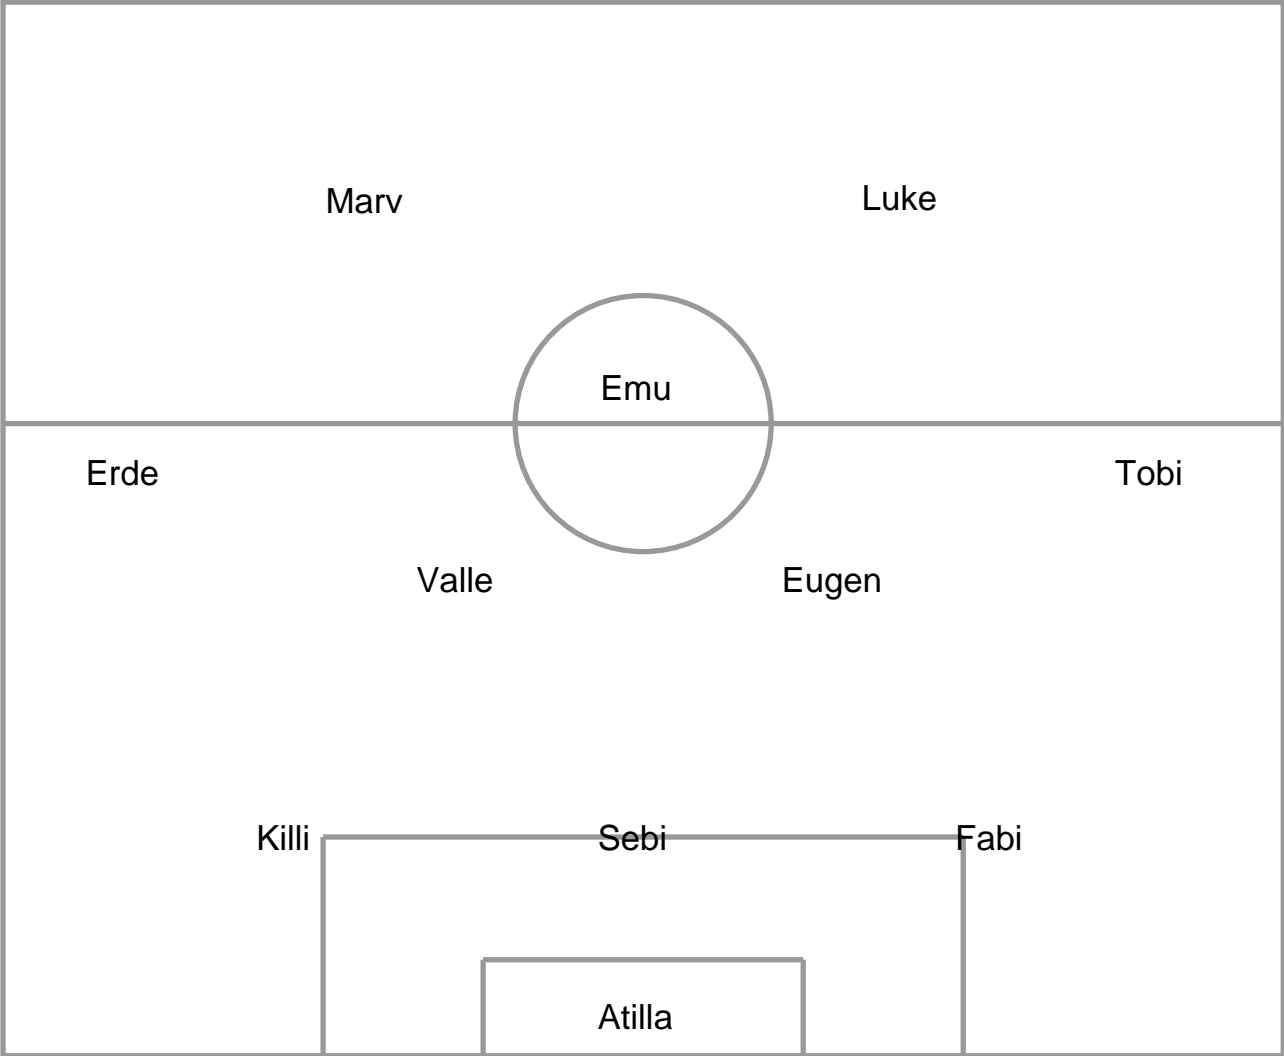 Marv
Luke
Emu
Erde
Tobi
Valle
Eugen
Killi
Sebi
Fabi
Atilla